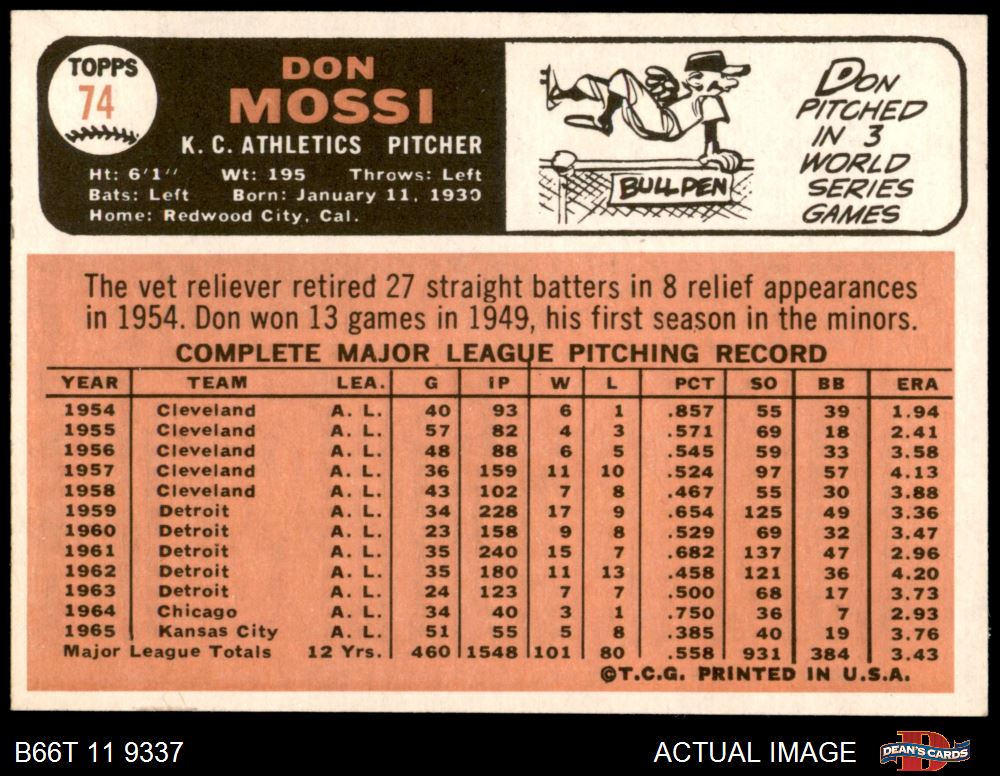 TOPPS
74
DON
MOSSI
K. C. ATHLETICS PITCHER
Ht: 6'1" Wt: 195 Throws: Left
Bats: Left Born: January 11, 1930
Home: Redwood City, Cal.
BULLPEN
DON
PITCHED
IN 3
WORLD
SERIES
GAMES
The vet reliever retired 27 straight batters in 8 relief appearances
in 1954. Don won 13 games in 1949, his first season in the minors.
COMPLETE MAJOR LEAGUE PITCHING RECORD
YEAR TEAM LEA. G IP W L PCT SO BB ERA
1954 Cleveland A. L. 40 93 6 1 .857 55 39 1.94
1955 Cleveland A. L. 57 82 4 3 .571 69 18 2.41
1956 Cleveland A. L. 48 88 6 5 .545 59 33 3.58
1957 Cleveland A. L. 36 159 11 10 .524 97 57 4.13
1958 Cleveland A. L. 43 102 7 8 .467 55 30 3.88
1959 Detroit A. L. 34 228 17 9 .654 125 49 3.36
1960 Detroit A. L. 23 158 9 8 .529 69 32 3.47
1961 Detroit A. L. 35 240 15 7 .682 137 47 2.96
1962 Detroit A. L. 35 180 11 13 .458 121 36 4.20
1963 Detroit A. L. 24 123 7 7 .500 68 17 3.73
1964 Chicago A. L. 34 40 3 1 .750 36 7 2.93
1965 Kansas City A. L. 51 55 5 8 .385 40 19 3.76
Major League Totals 12 Yrs. 460 1548 101 80 .558 931 384 3.43
©T.C.G. PRINTED IN U.S.A.
B66T 11 9337
ACTUAL IMAGE
DEAN'S CARDS